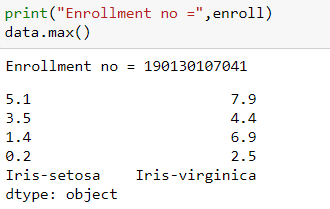 print("Enrollment no =",enroll)
data.max()
Enrollment no = 190130107041
5.1 7.9
3.5 4.4
1.4 6.9
0.2 2.5
Iris-setosa Iris-virginica
dtype: object